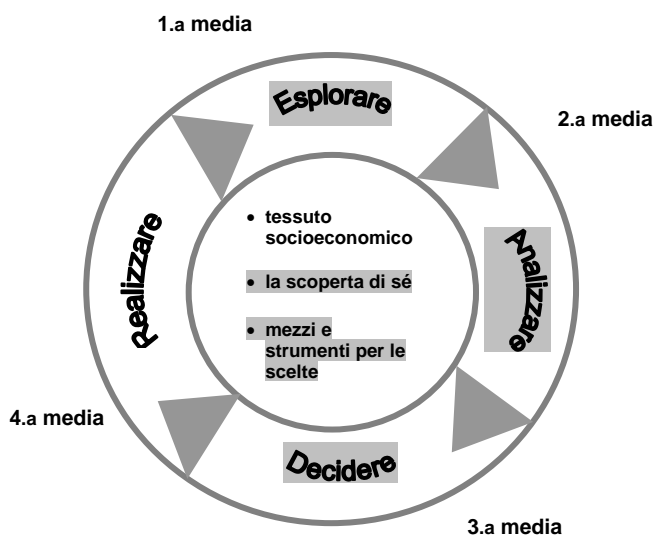 1.a media
Esplorare
2.a media
• tessuto
socioeconomico
Realizzare
Analizzare
• la scoperta di sé
• mezzi e
strumenti per le
scelte
4.a media
Decidere
3.a media